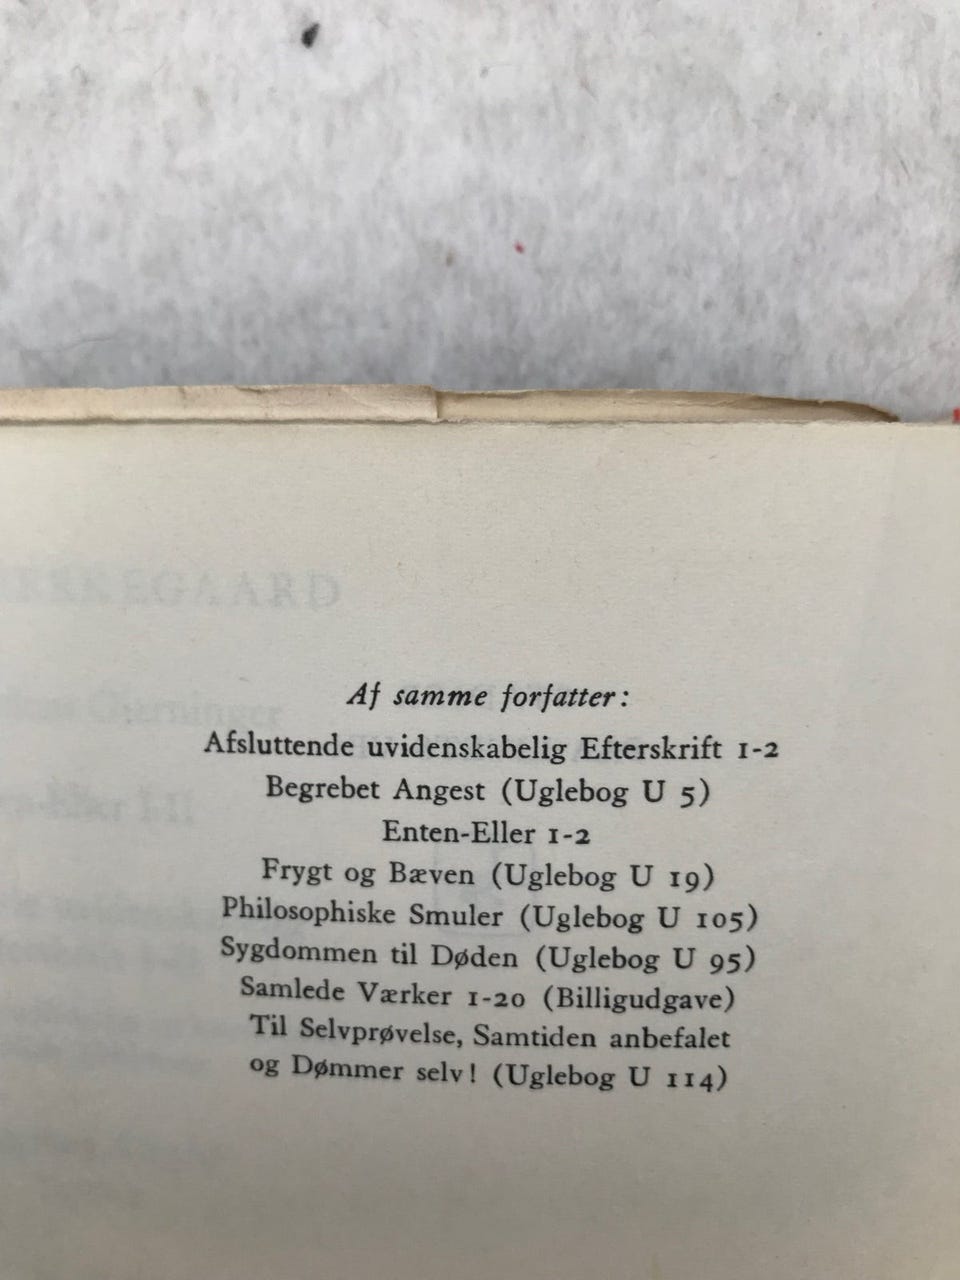 Af samme forfatter:
Afsluttende uvidenskabelig Efterskrift 1-2
Begrebet Angest (Uglebog U 5)
Enten-Eller 1-2
Frygt og Bæven (Uglebog U 19)
Philosophiske Smuler (Uglebog U 105)
Sygdommen til Døden (Uglebog U 95)
Samlede Værker 1-20 (Billigudgave)
Til Selvprøvelse, Samtiden anbefalet
og Dømmer selv! (Uglebog U 114)